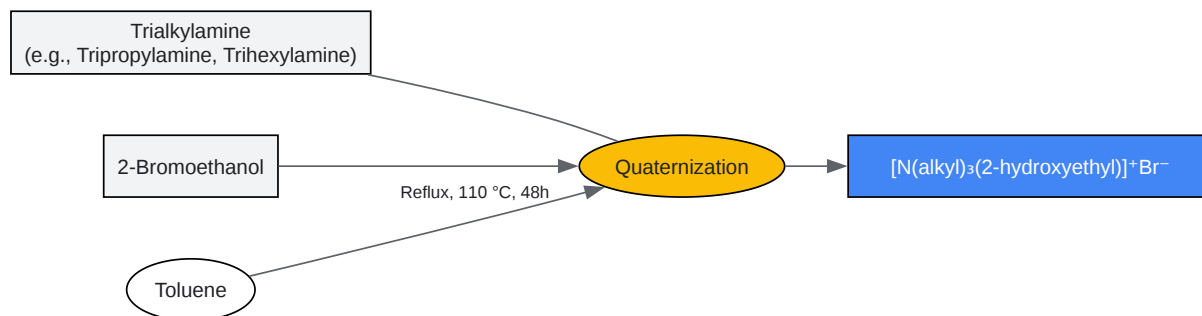 Trialkylamine
(e.g., Tripropylamine, Trihexylamine)
2-Bromoethanol
Quaternization
[N(alkyl)₃(2-hydroxyethyl)]⁺Br⁻
Reflux, 110 °C, 48h
Toluene